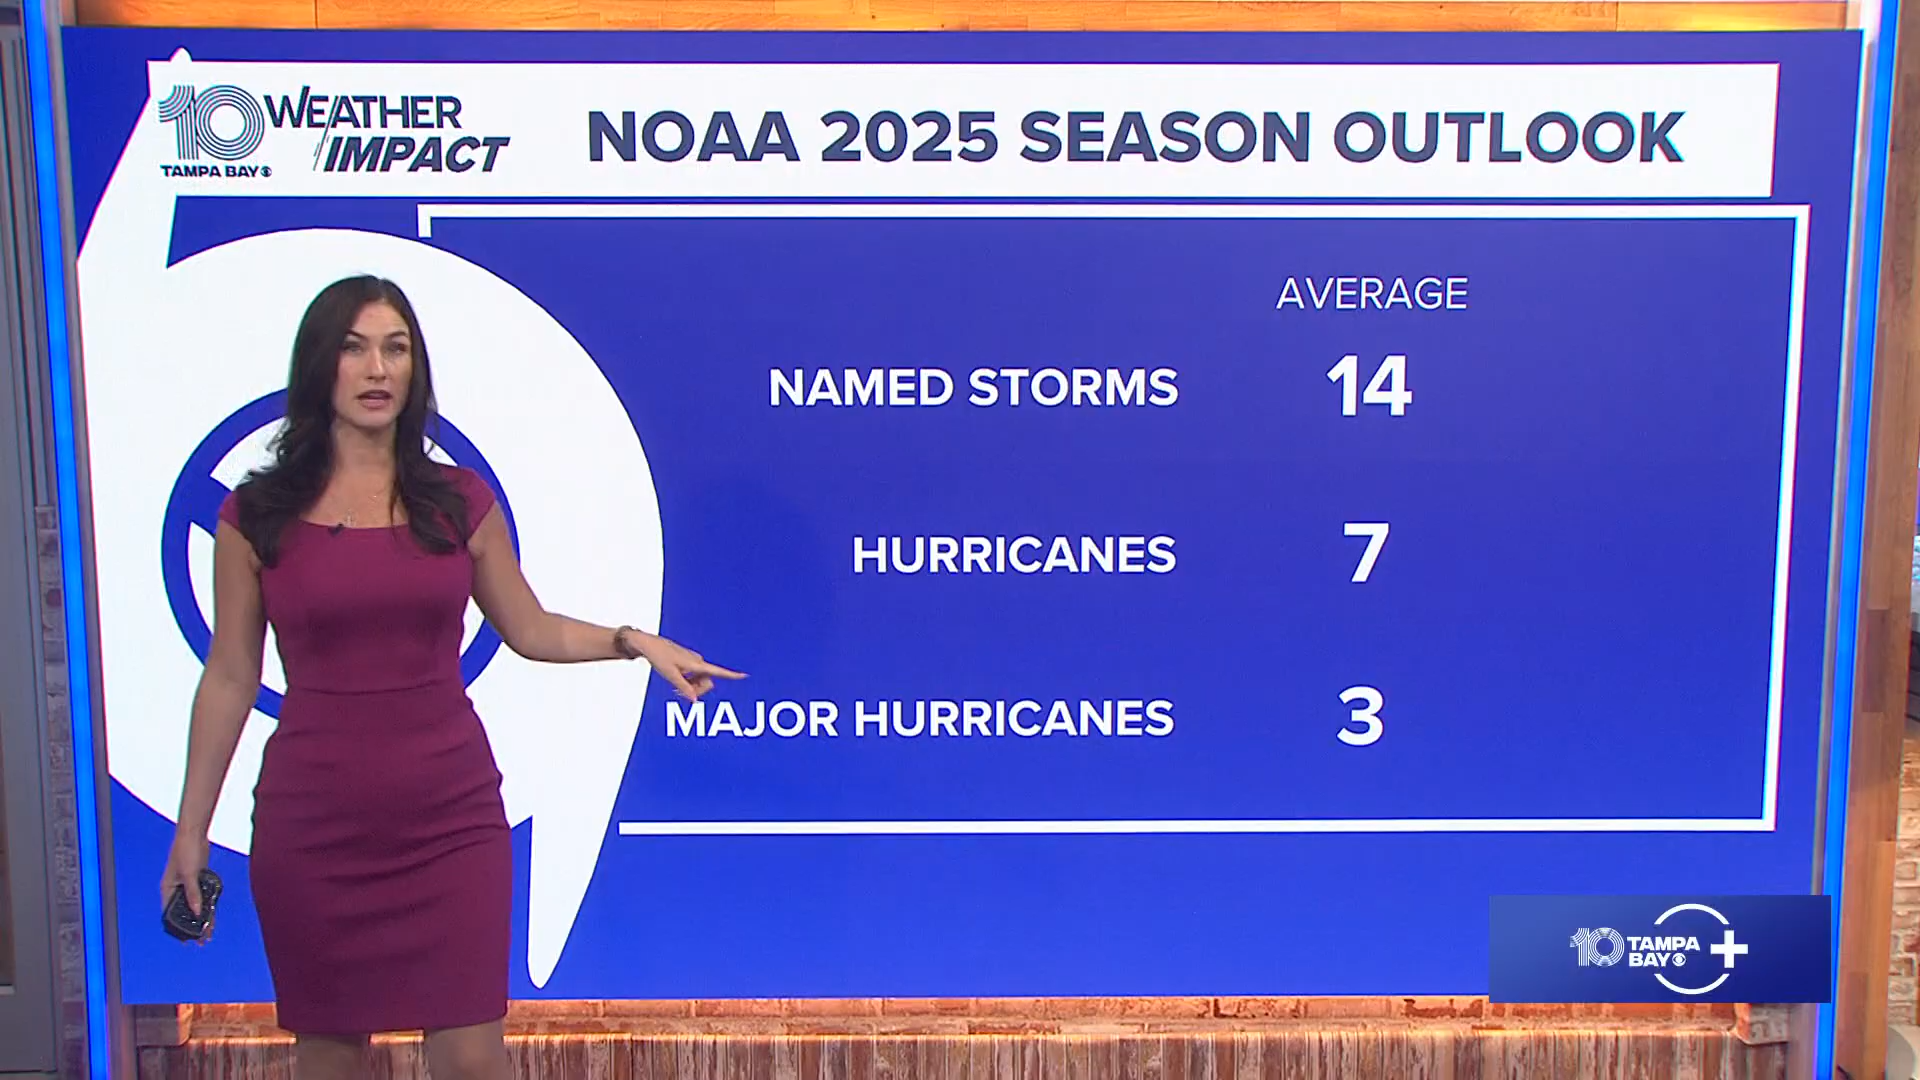 10
WEATHER
IMPACT
TAMPA BAY
NOAA 2025 SEASON OUTLOOK
AVERAGE
NAMED STORMS 14
HURRICANES 7
MAJOR HURRICANES 3
10 TAMPA BAY +